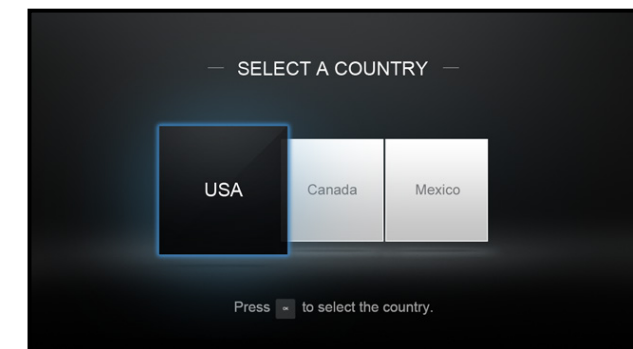 SELECT A COUNTRY
USA Canada Mexico
Press to select the country.